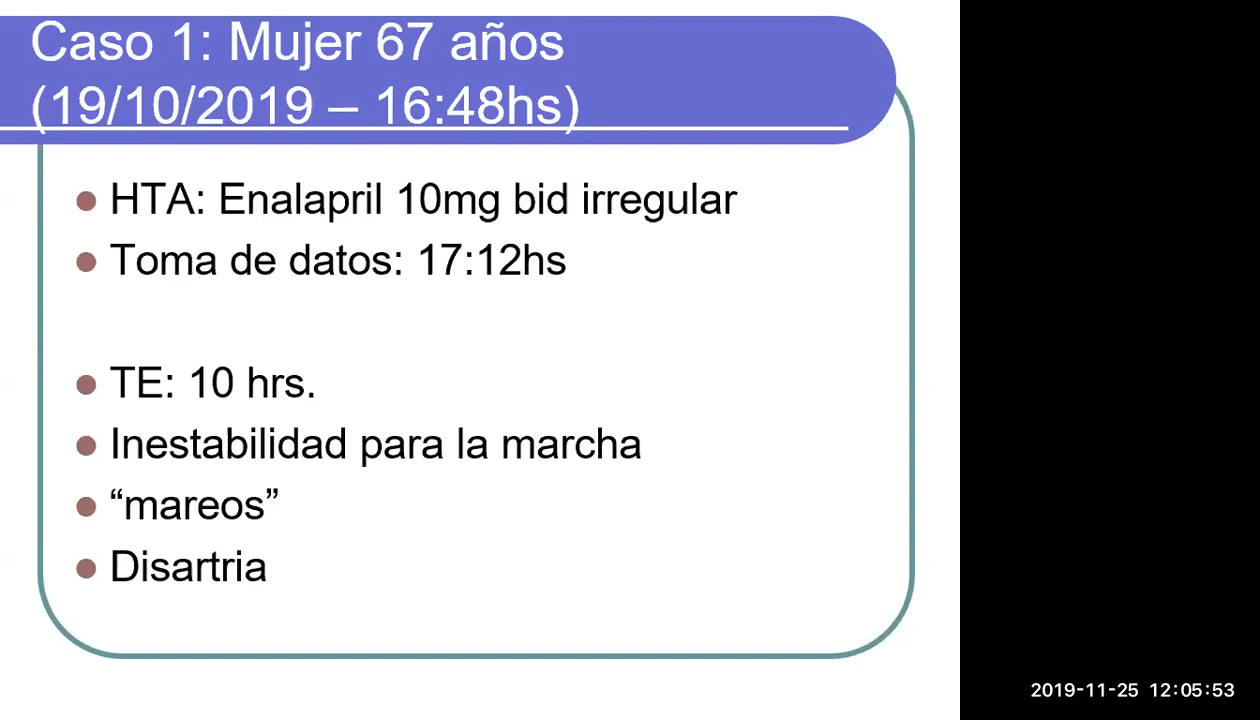 Caso 1: Mujer 67 años
(19/10/2019 – 16:48hs)
HTA: Enalapril 10mg bid irregular
Toma de datos: 17:12hs
TE: 10 hrs.
Inestabilidad para la marcha
“mareos”
Disartria
2019-11-25 12:05:53